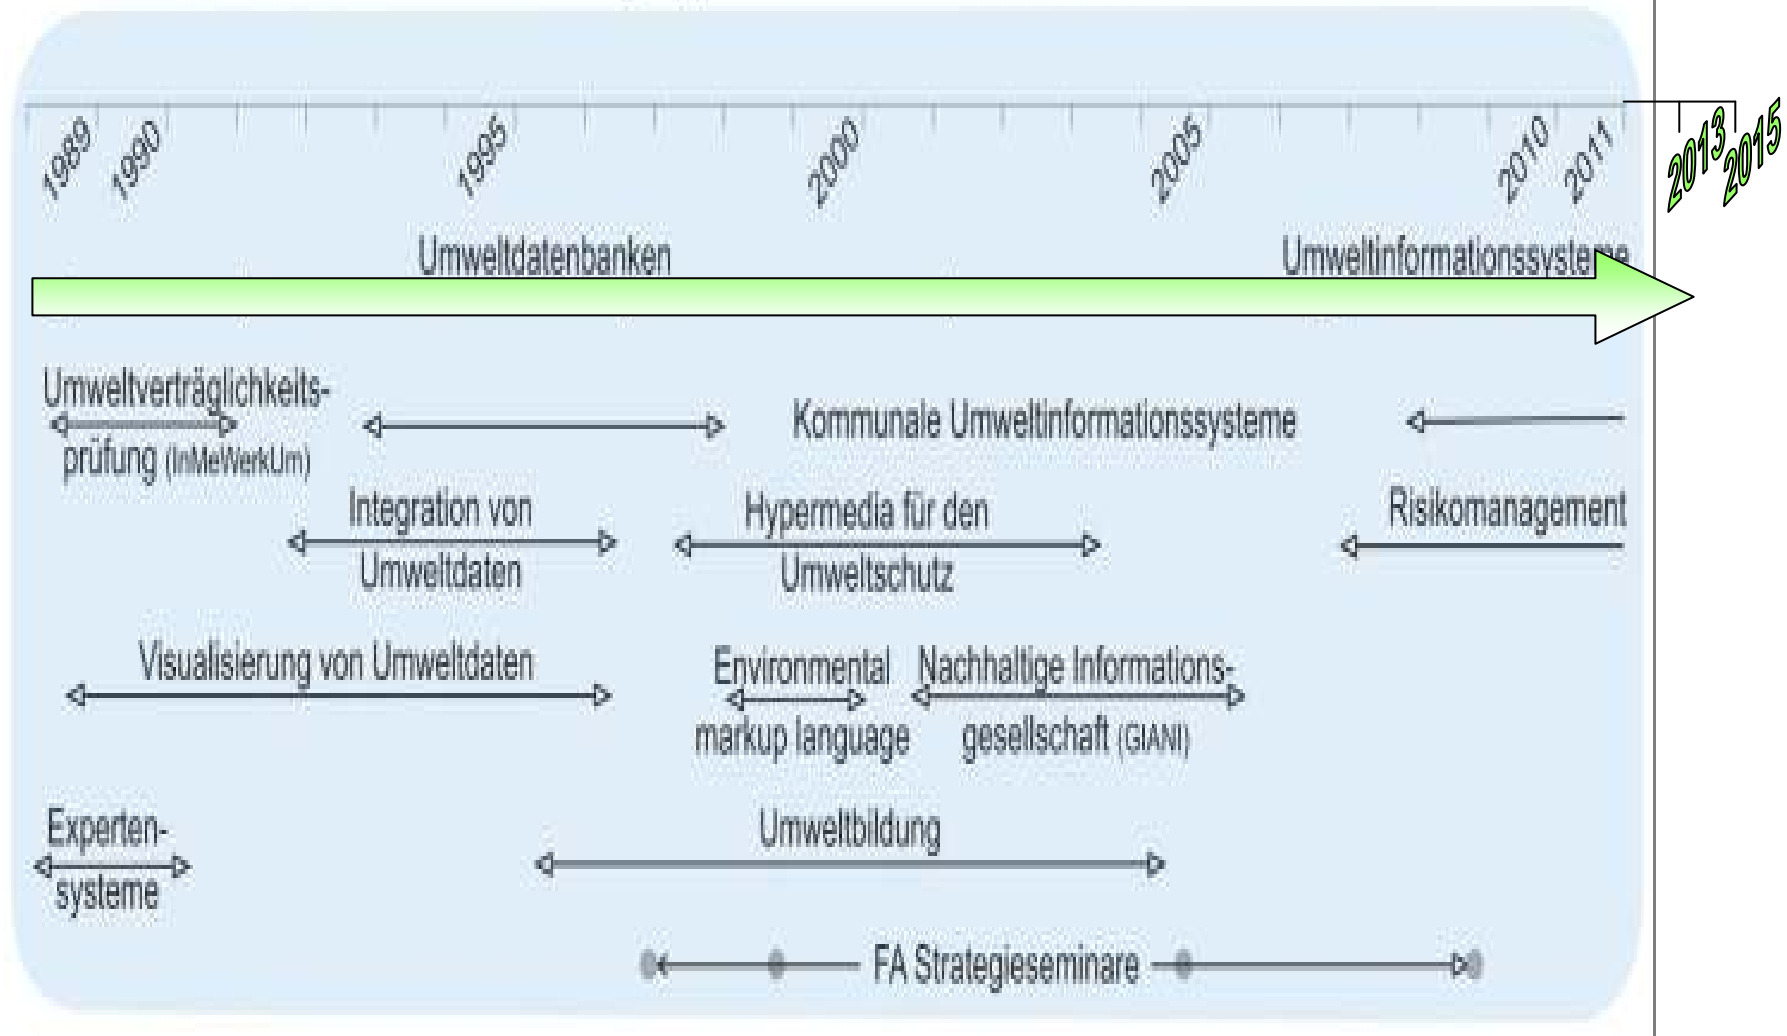 1989
1990
1995
2000
2005
2010
2011
2013
2015
Umweltdatenbanken
Umweltinformationssysteme
Umweltverträglichkeits-
prüfung (InMeWerkUm)
Kommunale Umweltinformationssysteme
Integration von
Umweltdaten
Hypermedia für den
Umweltschutz
Risikomanagement
Visualisierung von Umweltdaten
Environmental
markup language
Nachhaltige Informations-
gesellschaft (GIANI)
Experten-
systeme
Umweltbildung
FA Strategieseminare